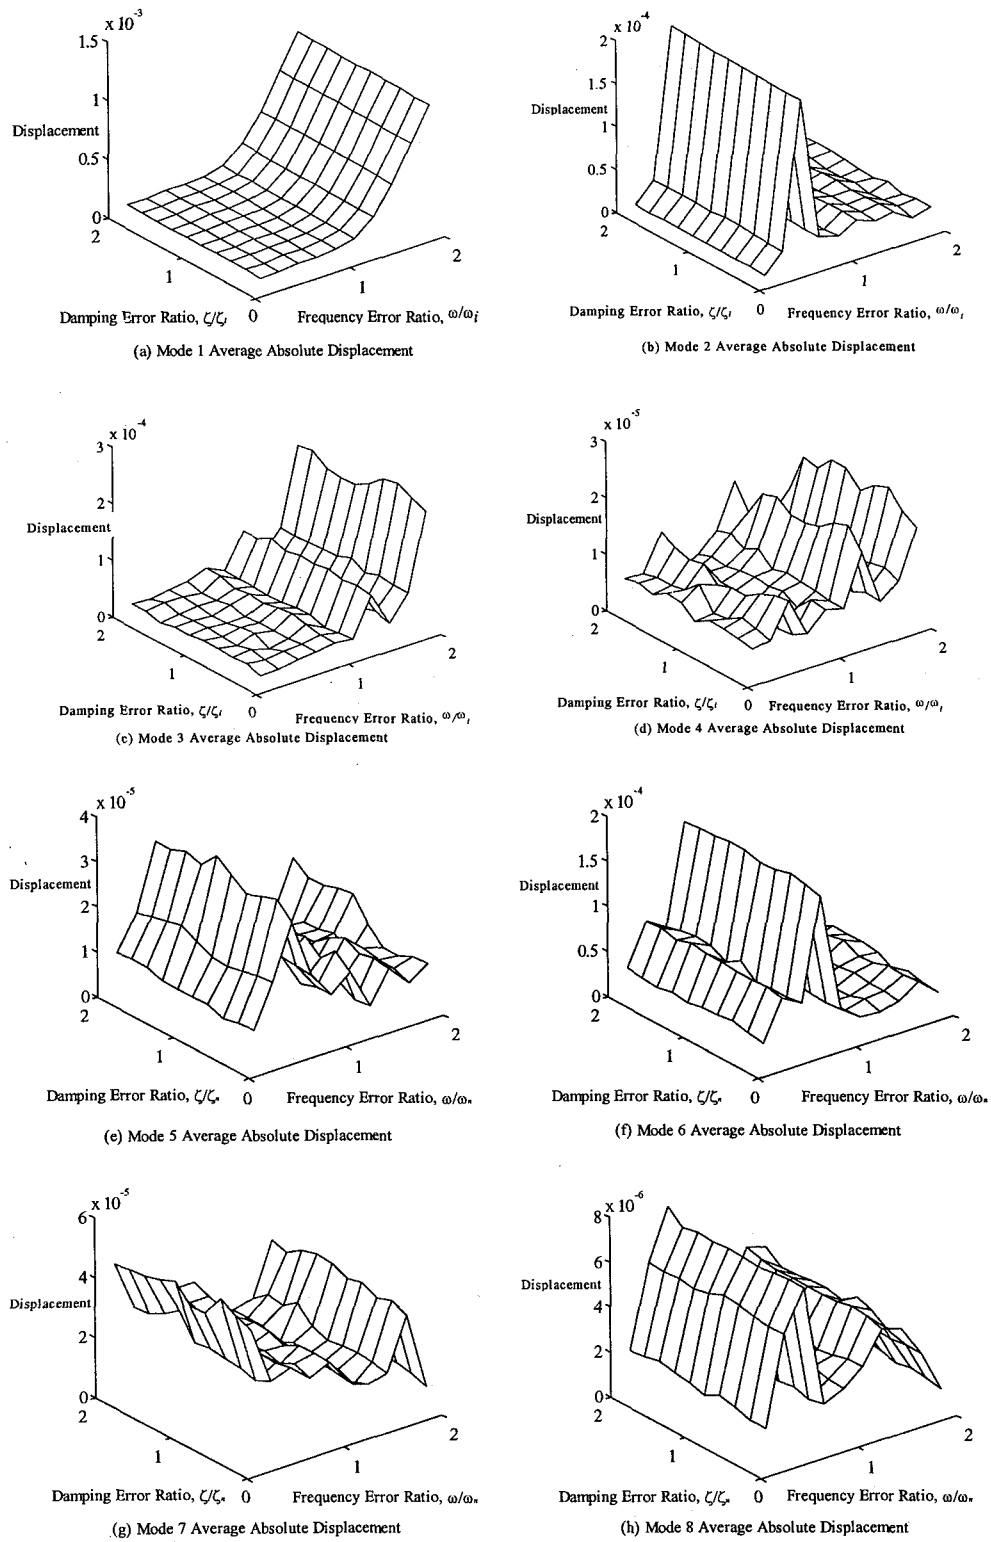 x 10-3
1.5
1
Displacement
0.5
0
2
1
0
1
2
Damping Error Ratio, ζ/ζi
Frequency Error Ratio, ω/ωi
(a) Mode 1 Average Absolute Displacement
x 10-4
2
1.5
Displacement
1
0.5
0
2
1
0
1
2
Damping Error Ratio, ζ/ζi
Frequency Error Ratio, ω/ωi
(b) Mode 2 Average Absolute Displacement
x 10-4
3
2
Displacement
1
0
2
1
0
1
2
Damping Error Ratio, ζ/ζi
Frequency Error Ratio, ω/ωi
(c) Mode 3 Average Absolute Displacement
x 10-5
3
2
Displacement
1
0
2
1
0
1
2
Damping Error Ratio, ζ/ζi
Frequency Error Ratio, ω/ωi
(d) Mode 4 Average Absolute Displacement
x 10-5
4
3
Displacement
2
1
0
2
1
0
1
2
Damping Error Ratio, ζ/ζn
Frequency Error Ratio, ω/ωn
(e) Mode 5 Average Absolute Displacement
x 10-4
2
1.5
Displacement
1
0.5
0
2
1
0
1
2
Damping Error Ratio, ζ/ζn
Frequency Error Ratio, ω/ωn
(f) Mode 6 Average Absolute Displacement
x 10-5
6
4
Displacement
2
0
2
1
0
1
2
Damping Error Ratio, ζ/ζn
Frequency Error Ratio, ω/ωn
(g) Mode 7 Average Absolute Displacement
x 10-6
8
6
Displacement
4
2
0
2
1
0
1
2
Damping Error Ratio, ζ/ζn
Frequency Error Ratio, ω/ωn
(h) Mode 8 Average Absolute Displacement